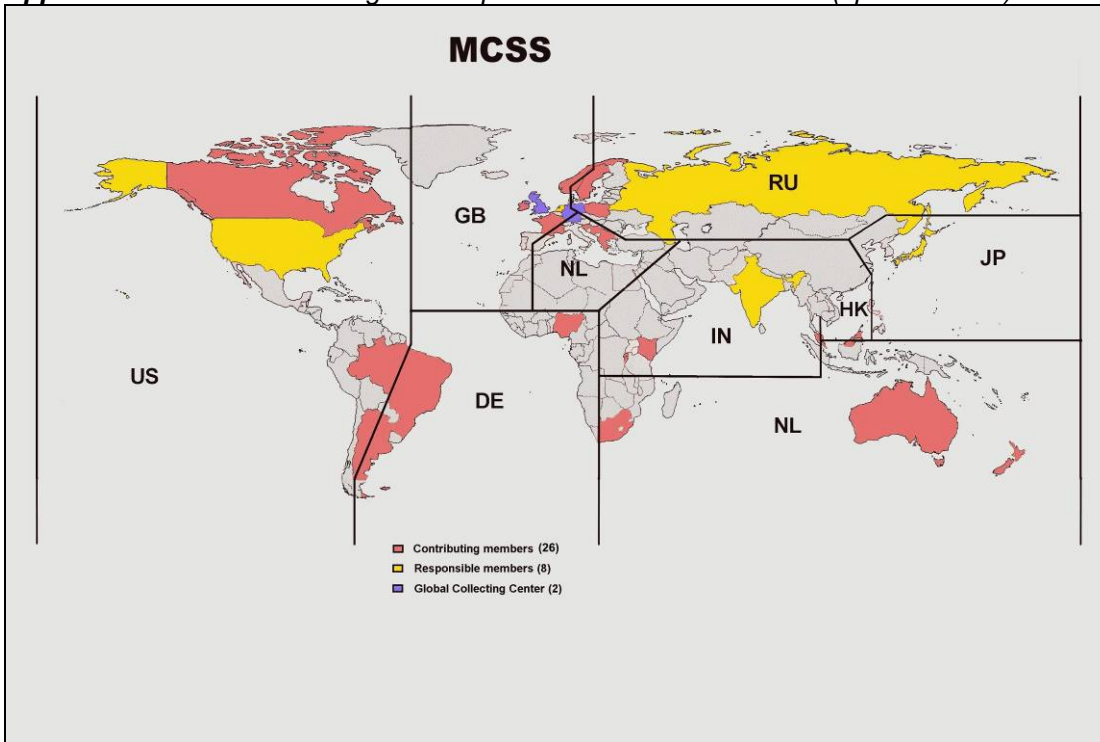 MCSS
RU
GB
JP
NL
HK
IN
US
DE
NL
Contributing members (26)
Responsible members (8)
Global Collecting Center (2)